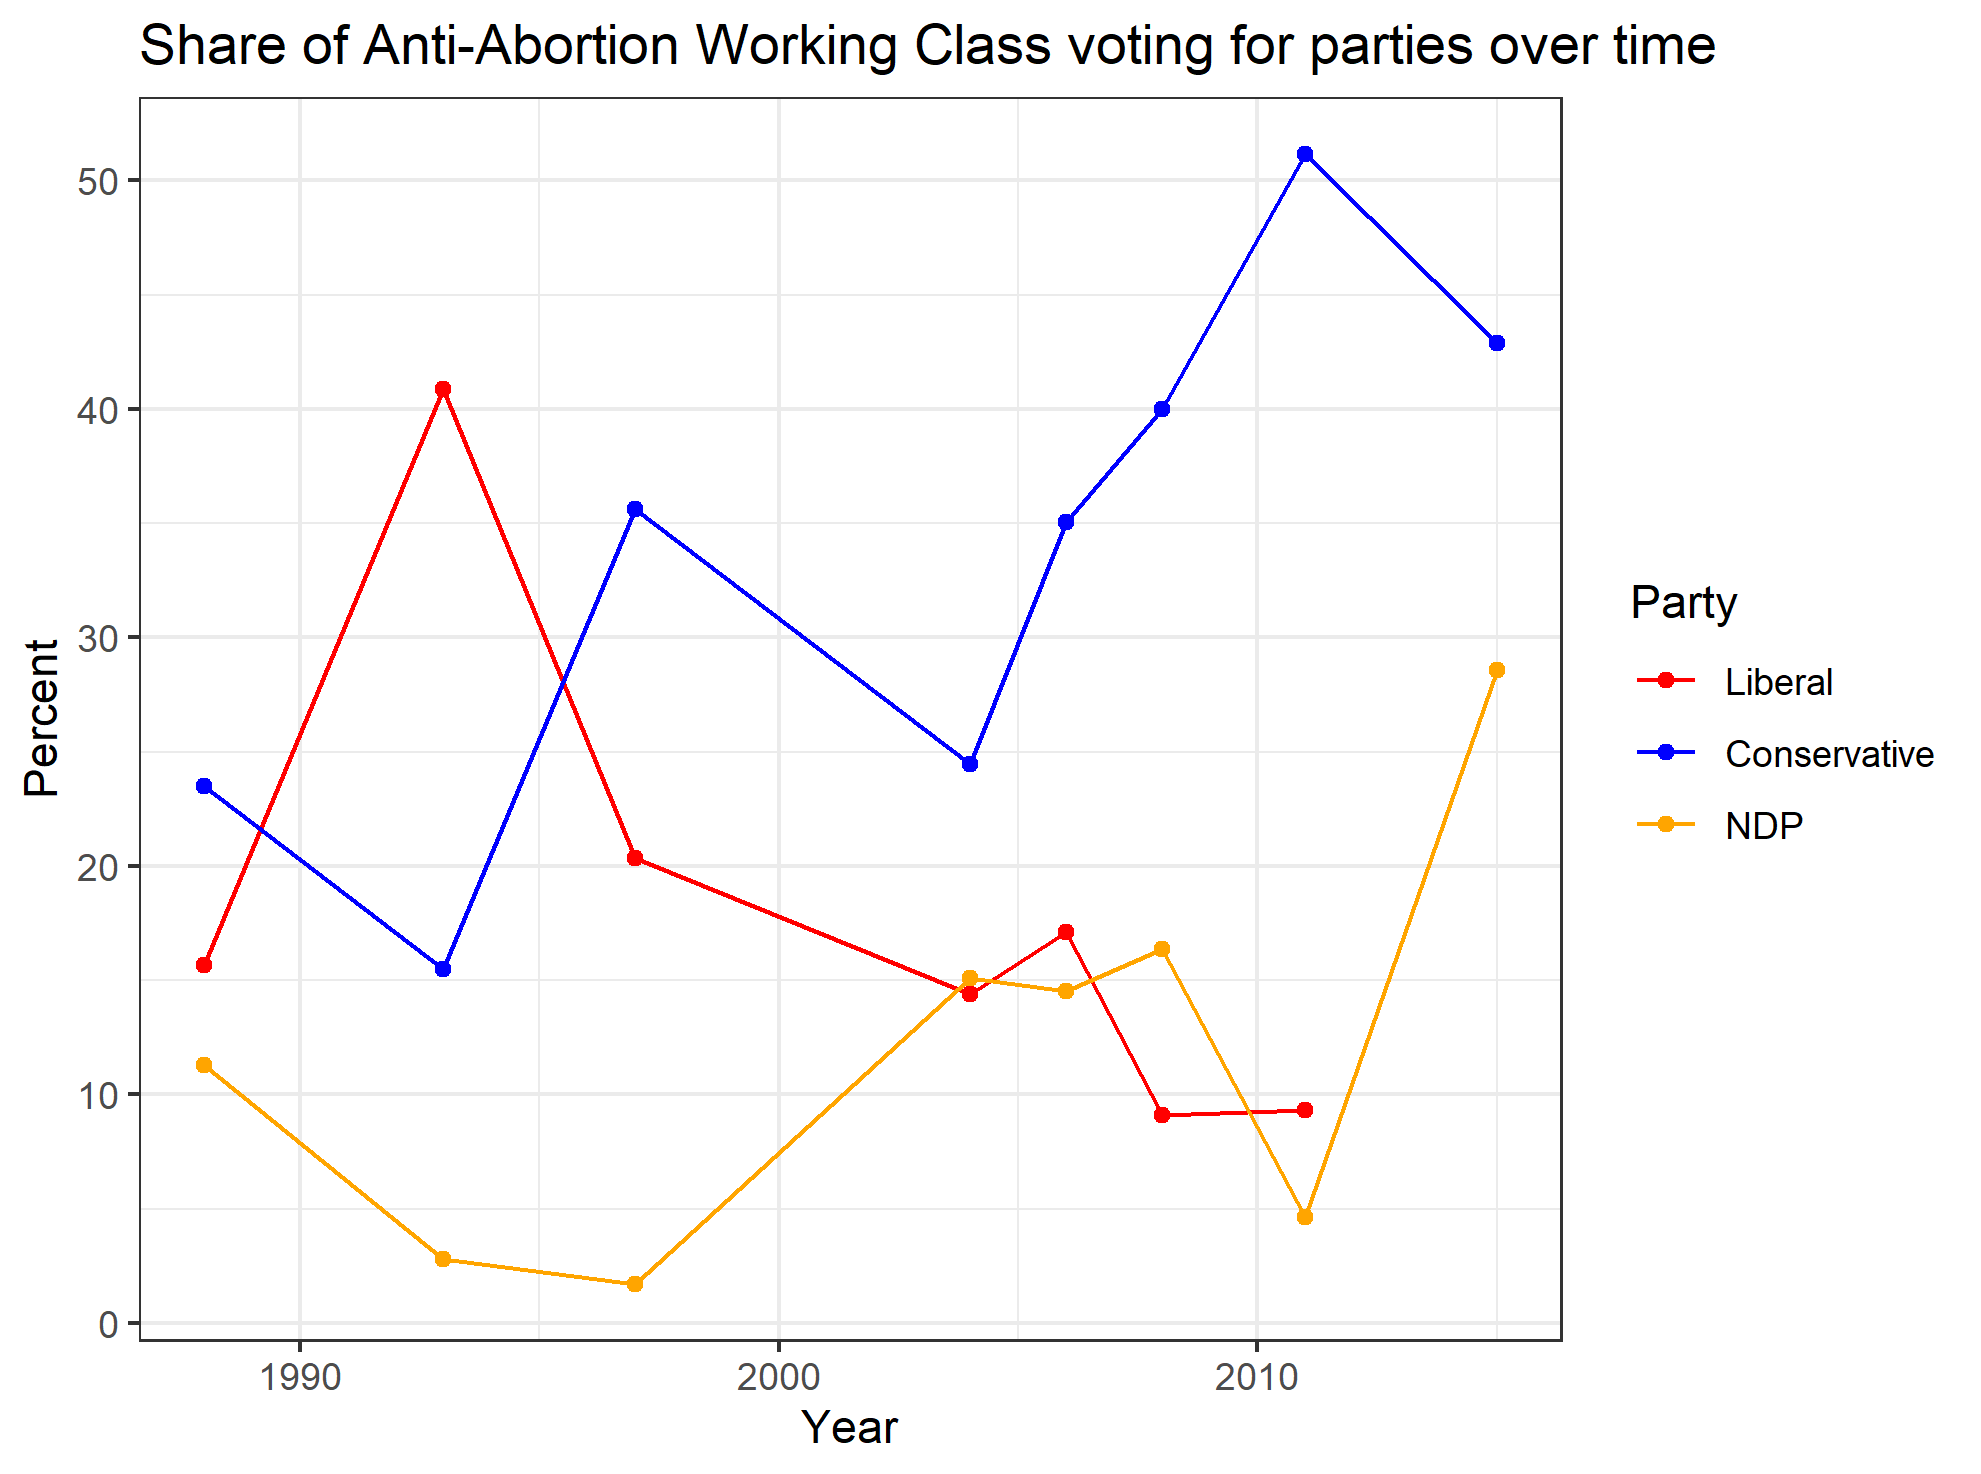 Share of Anti-Abortion Working Class voting for parties over time
50
40
30
20
10
0
Percent
1990
2000
2010
Year
Party
Liberal
Conservative
NDP